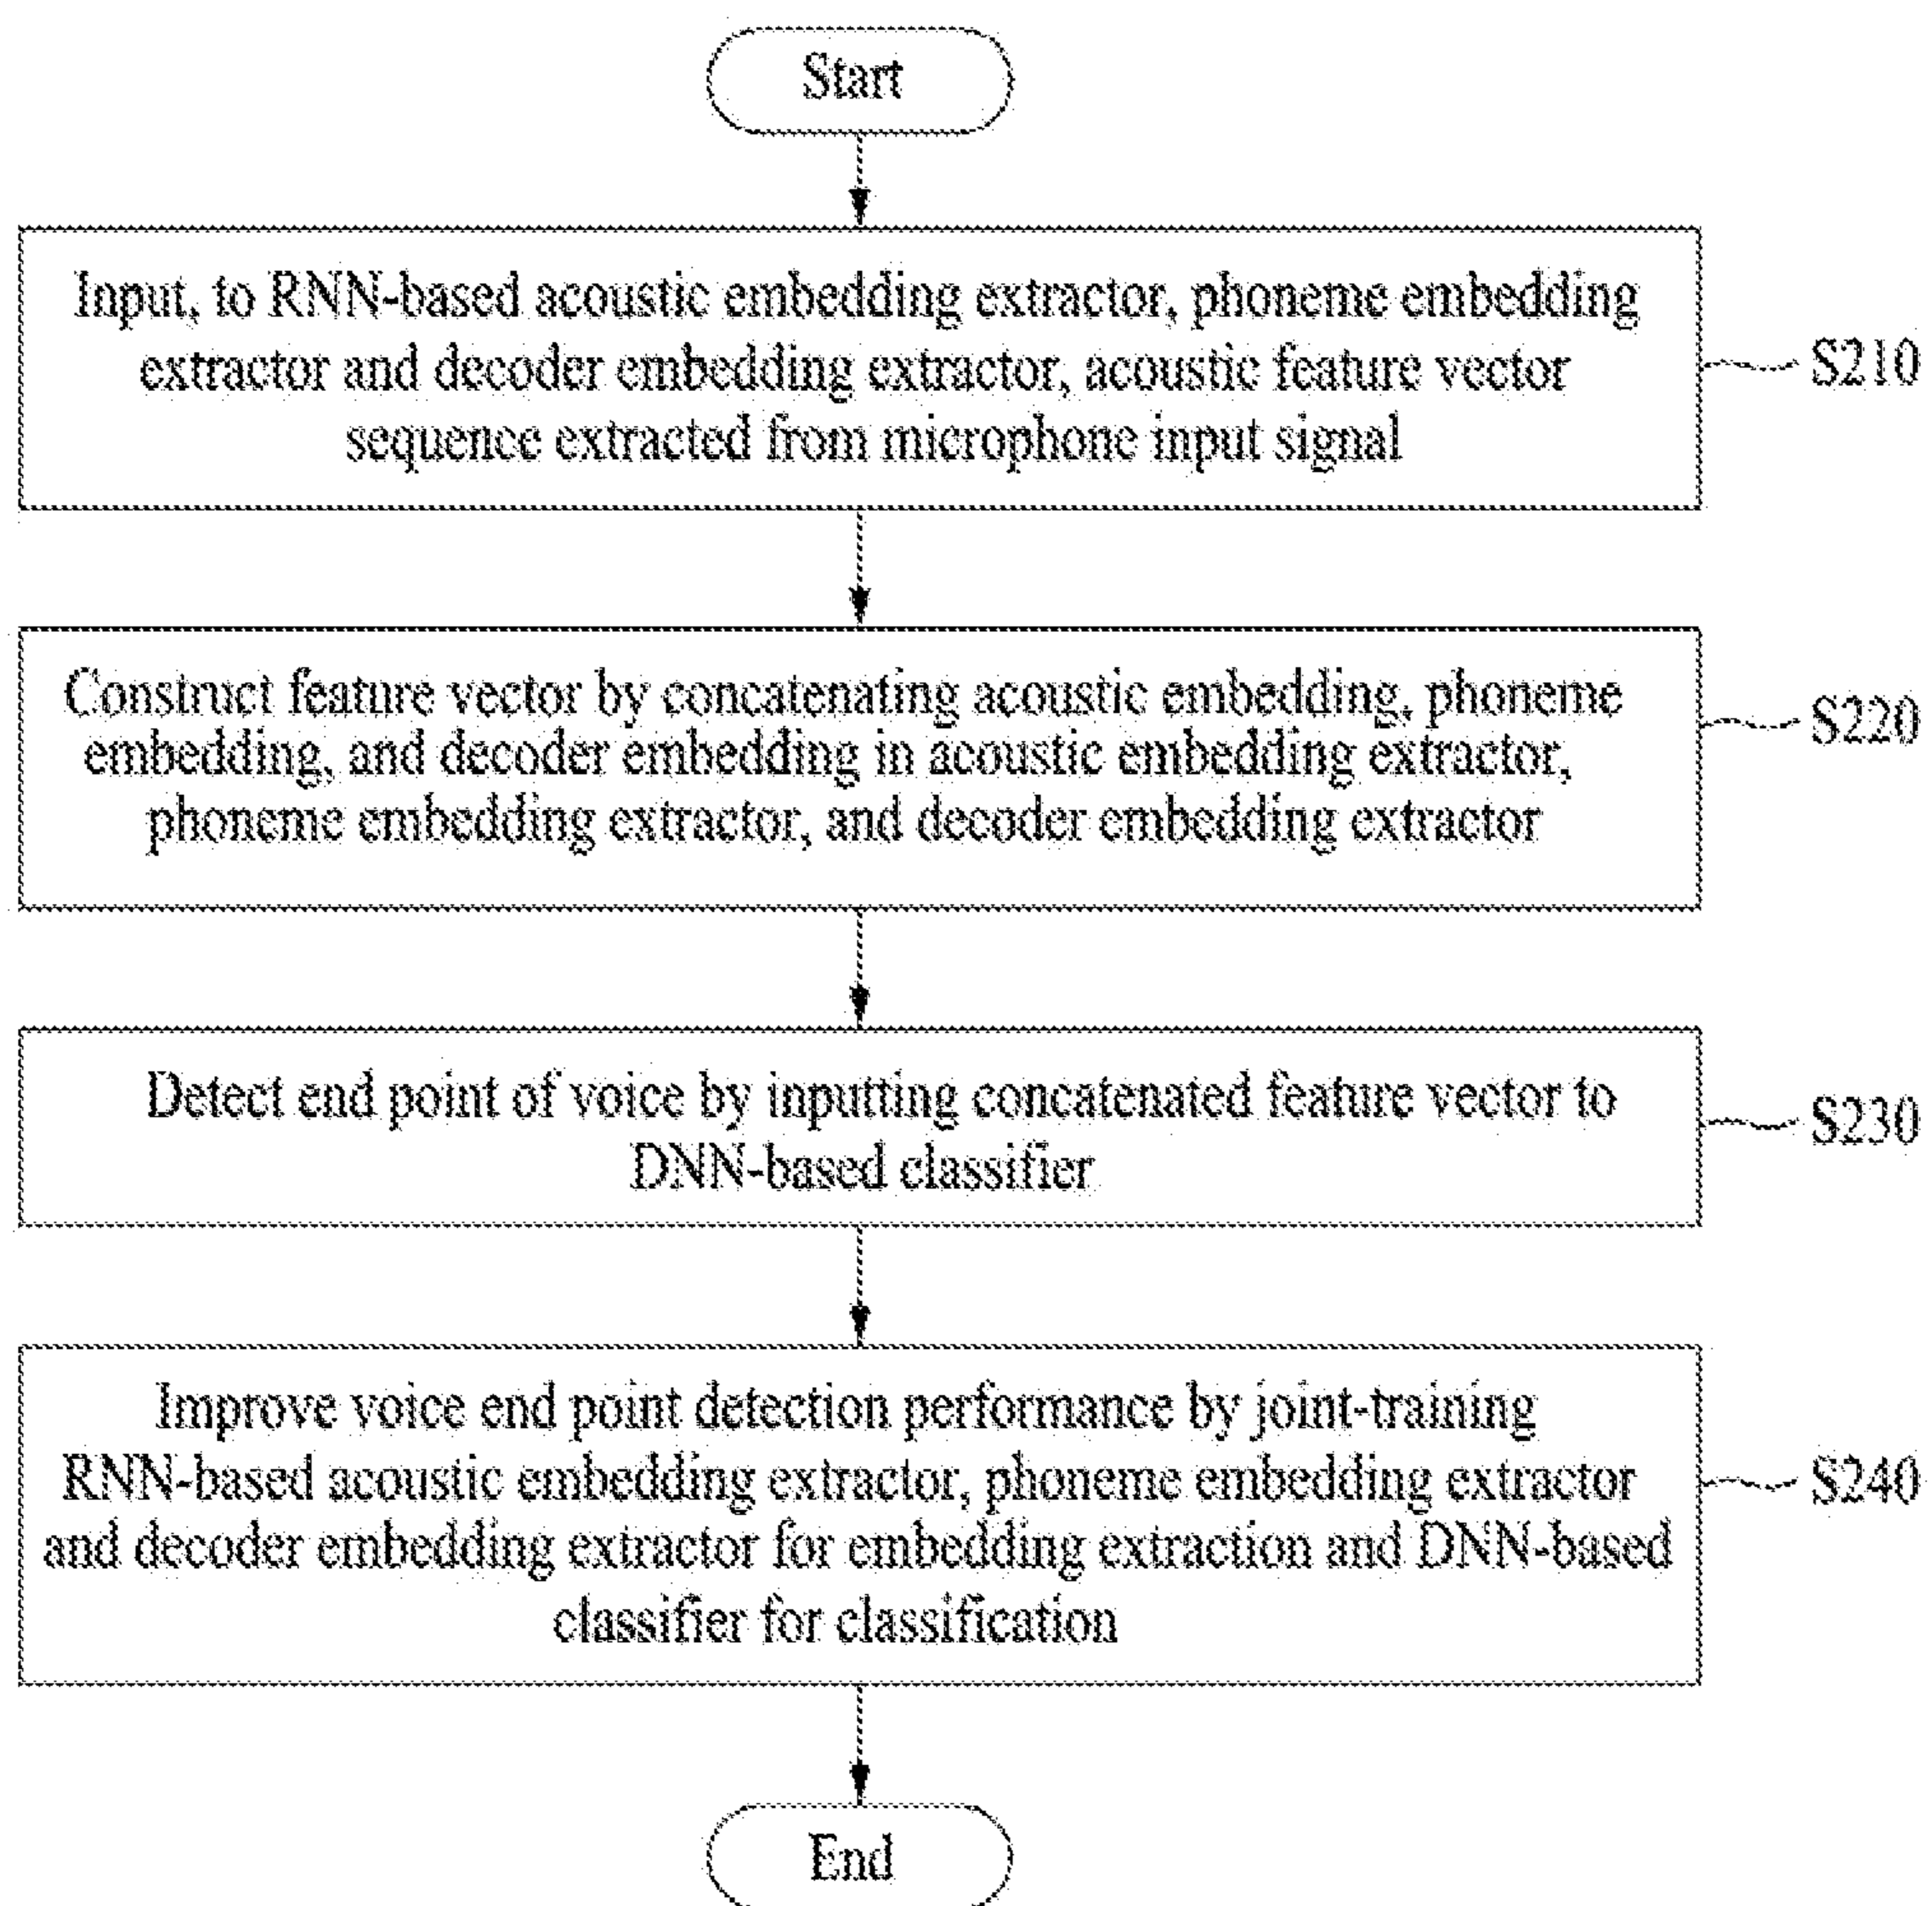 Start
Input, to RNN-based acoustic embedding extractor, phoneme embedding
extractor and decoder embedding extractor, acoustic feature vector
sequence extracted from microphone input signal
S210
Construct feature vector by concatenating acoustic embedding, phoneme
embedding, and decoder embedding in acoustic embedding extractor,
phoneme embedding extractor, and decoder embedding extractor
S220
Detect end point of voice by inputting concatenated feature vector to
DNN-based classifier
S230
Improve voice end point detection performance by joint-training
RNN-based acoustic embedding extractor, phoneme embedding extractor
and decoder embedding extractor for embedding extraction and DNN-based
classifier for classification
S240
End